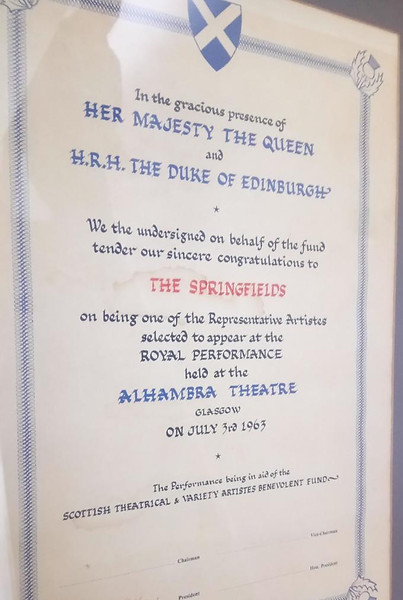 In the gracious presence of
HER MAJESTY THE QUEEN
and
H.R.H. THE DUKE OF EDINBURGH
We the undersigned on behalf of the fund
tender our sincere congratulations to
THE SPRINGFIELDS
on being one of the Representative Artistes
selected to appear at the
ROYAL PERFORMANCE
held at the
ALHAMBRA THEATRE
GLASGOW
ON JULY 3rd 1963
The Performance being in aid of the
SCOTTISH THEATRICAL & VARIETY ARTISTES BENEVOLENT FUND
Chairman
Vice-Chairman
President
Hon. President